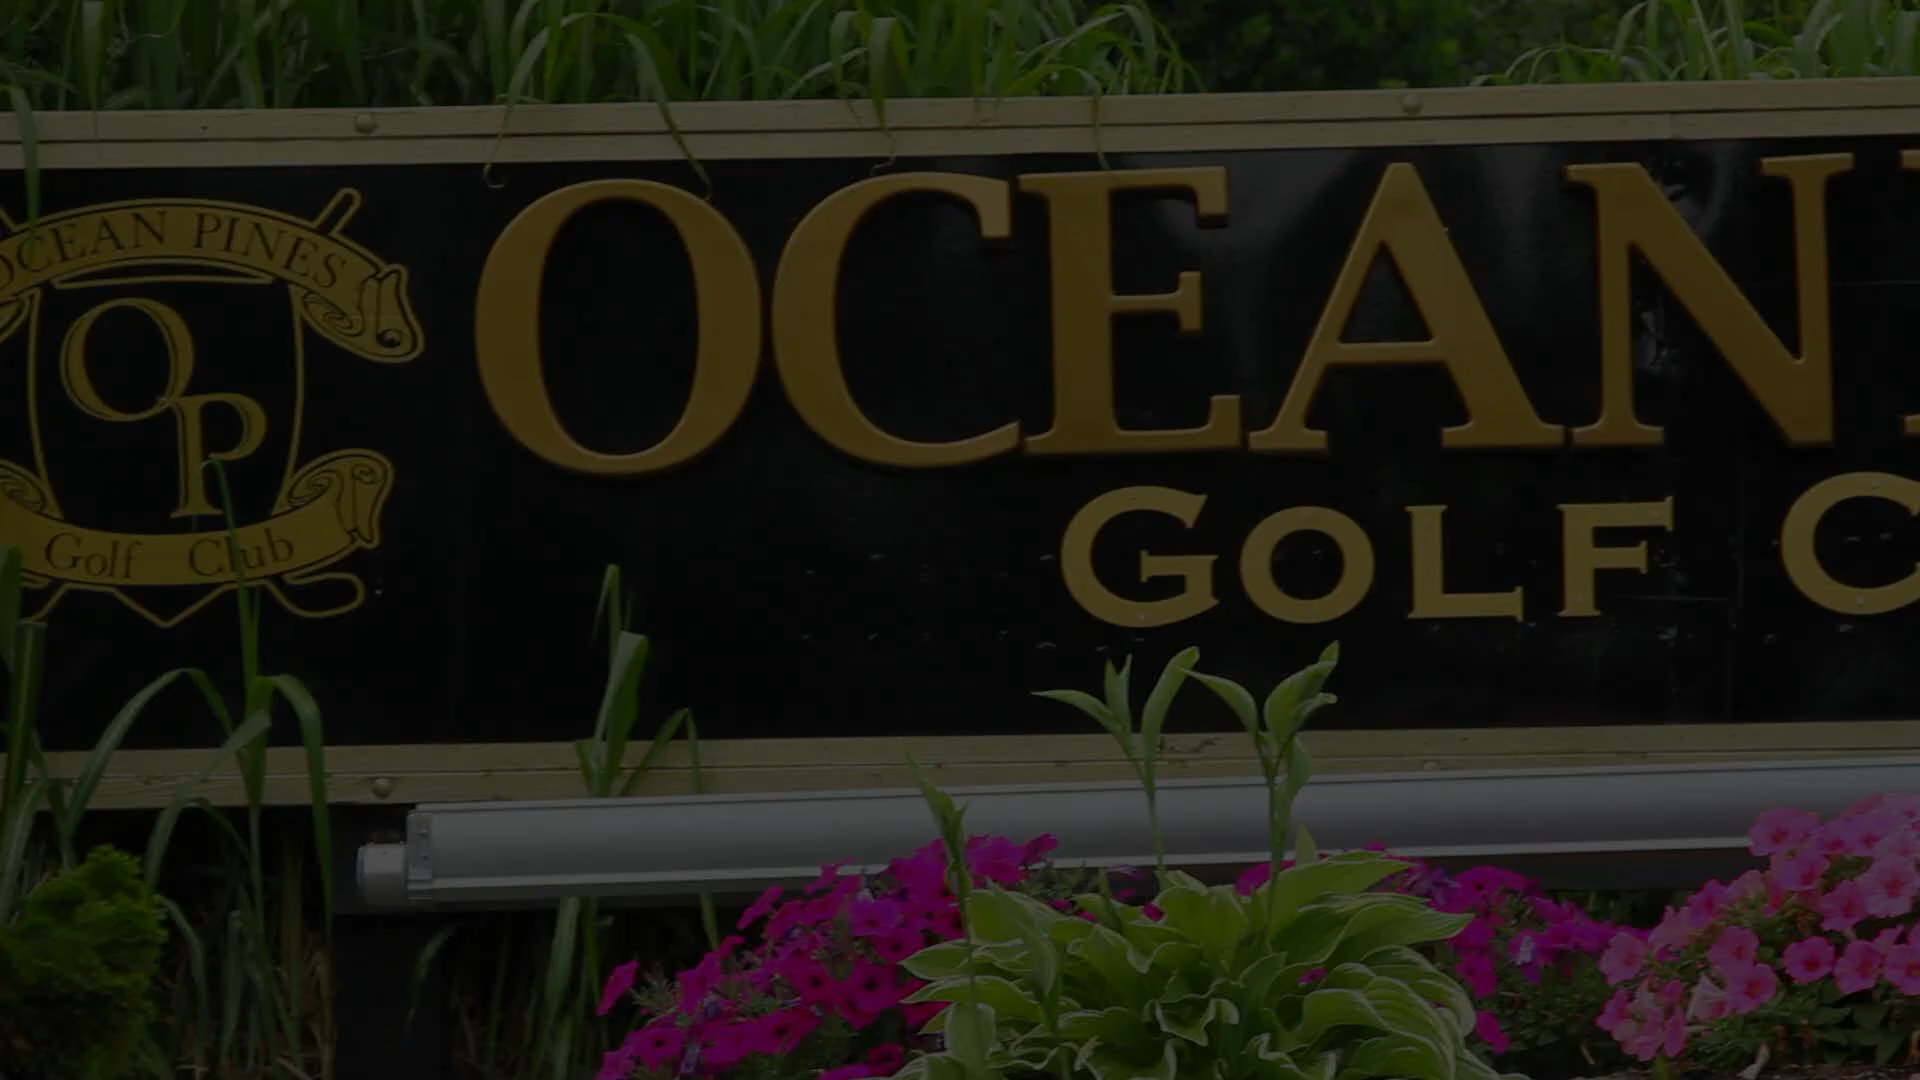 OCEAN PINES
OP
Golf Club
OCEAN
GOLF C